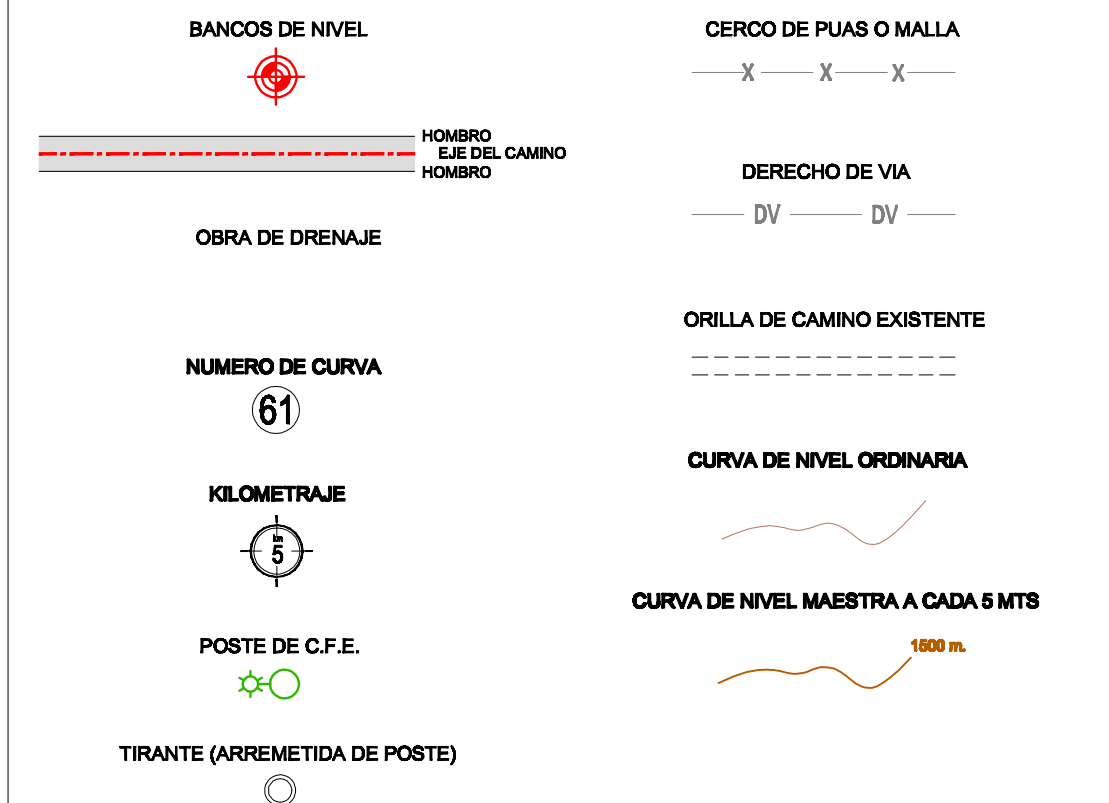 BANCOS DE NIVEL
HOMBRO
EJE DEL CAMINO
HOMBRO
OBRA DE DRENAJE
NUMERO DE CURVA
61
KILOMETRAJE
km
5
POSTE DE C.F.E.
TIRANTE (ARREMETIDA DE POSTE)
CERCO DE PUAS O MALLA
X X X
DERECHO DE VIA
DV DV
ORILLA DE CAMINO EXISTENTE
CURVA DE NIVEL ORDINARIA
CURVA DE NIVEL MAESTRA A CADA 5 MTS
1500 m.